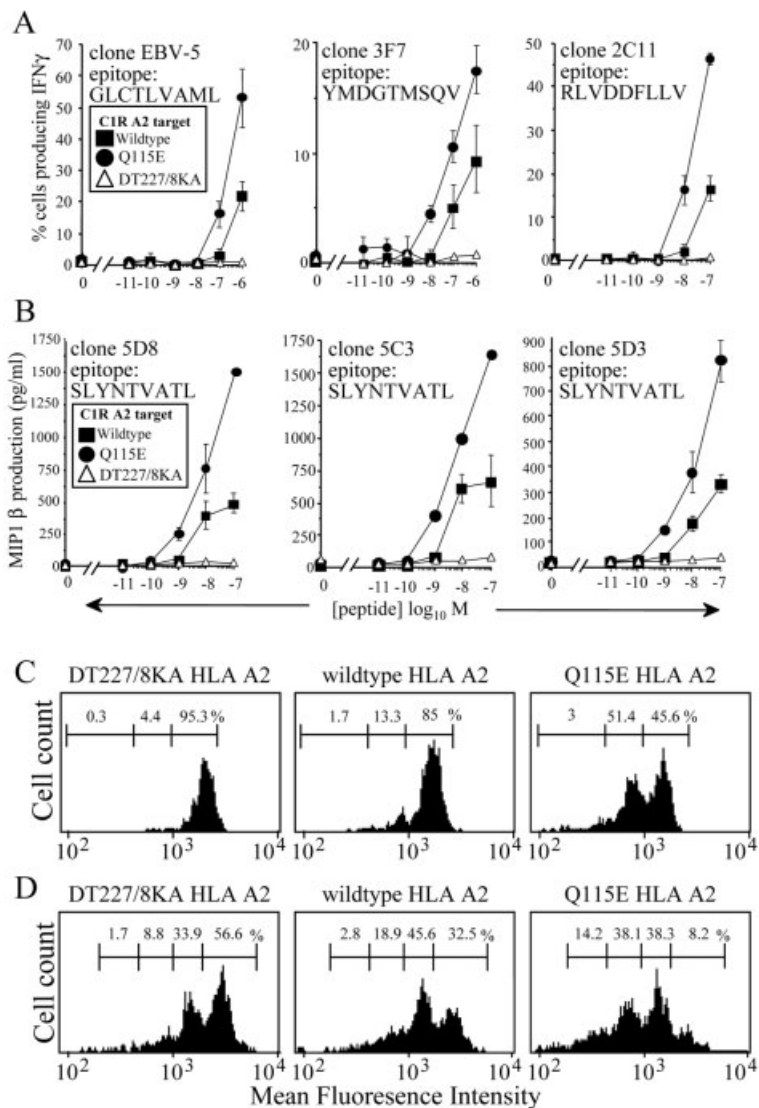 A
clone EBV-5
epitope:
GLCTLVAML
C1R A2 target
Wildtype
Q115E
DT227/8KA
% cells producing IFNγ
70
60
50
40
30
20
10
0
0 -11 -10 -9 -8 -7 -6
clone 3F7
epitope:
YMDGTMSQV
20
10
0
0 -11 -10 -9 -8 -7 -6
clone 2C11
epitope:
RLVDDFLLV
50
40
30
20
10
0
0 -11 -10 -9 -8 -7
B
clone 5D8
epitope:
SLYNTVATL
C1R A2 target
Wildtype
Q115E
DT227/8KA
MIP1 β production (pg/ml)
1750
1500
1250
1000
750
500
250
0
0 -11 -10 -9 -8 -7
clone 5C3
epitope:
SLYNTVATL
1750
1500
1250
1000
750
500
250
0
0 -11 -10 -9 -8 -7
clone 5D3
epitope:
SLYNTVATL
900
800
700
600
500
400
300
200
100
0
0 -11 -10 -9 -8 -7
[peptide] log10 M
C
DT227/8KA HLA A2
wildtype HLA A2
Q115E HLA A2
Cell count
0.3 4.4 95.3 %
1.7 13.3 85 %
3 51.4 45.6 %
10² 10³ 10⁴
10² 10³ 10⁴
10² 10³ 10⁴
D
DT227/8KA HLA A2
wildtype HLA A2
Q115E HLA A2
Cell count
1.7 8.8 33.9 56.6 %
2.8 18.9 45.6 32.5 %
14.2 38.1 38.3 8.2 %
10² 10³ 10⁴
10² 10³ 10⁴
10² 10³ 10⁴
Mean Fluoresence Intensity